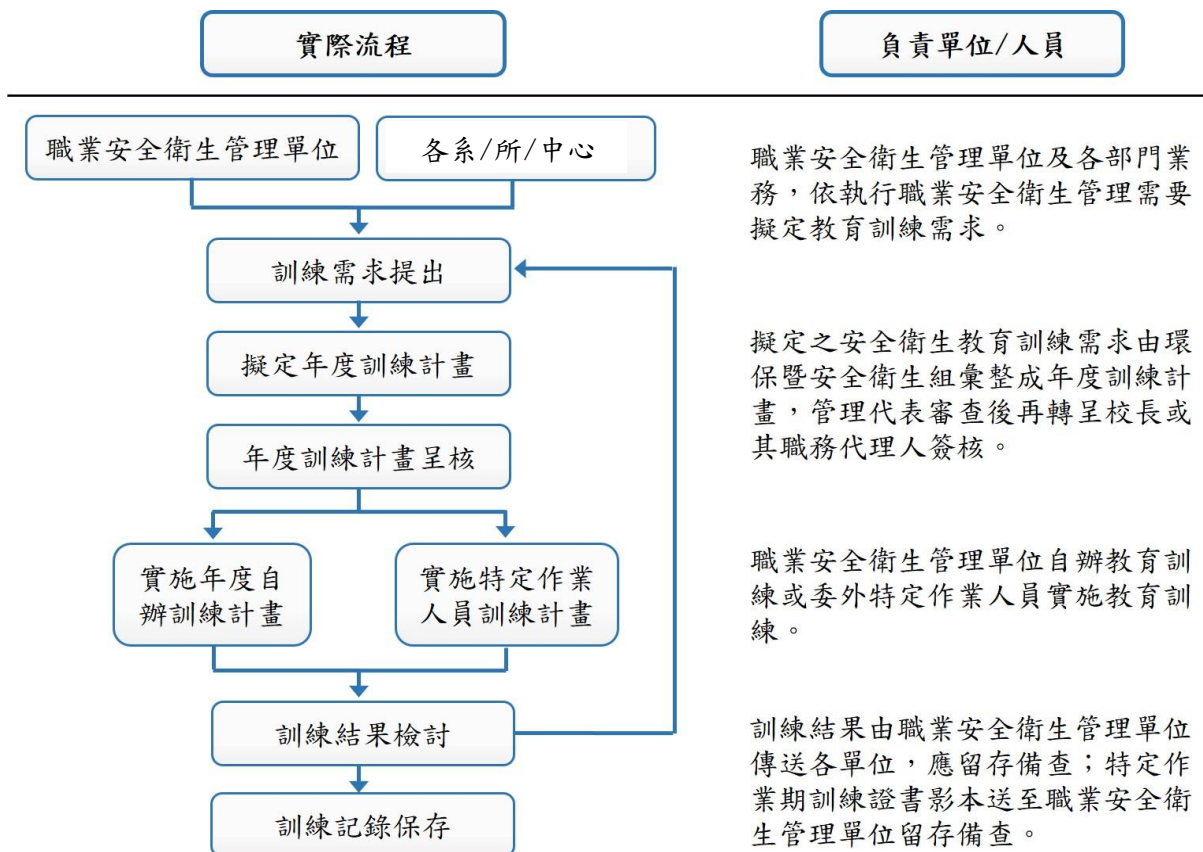 實際流程
負責單位/人員
職業安全衛生管理單位
各系/所/中心
訓練需求提出
擬定年度訓練計畫
年度訓練計畫呈核
實施年度自
辦訓練計畫
實施特定作業
人員訓練計畫
訓練結果檢討
訓練記錄保存
職業安全衛生管理單位及各部門業
務，依執行職業安全衛生管理需要
擬定教育訓練需求。
擬定之安全衛生教育訓練需求由環
保暨安全衛生組彙整成年度訓練計
畫，管理代表審查後再轉呈校長或
其職務代理人簽核。
職業安全衛生管理單位自辦教育訓
練或委外特定作業人員實施教育訓
練。
訓練結果由職業安全衛生管理單位
傳送各單位，應留存備查；特定作
業期訓練證書影本送至職業安全衛
生管理單位留存備查。